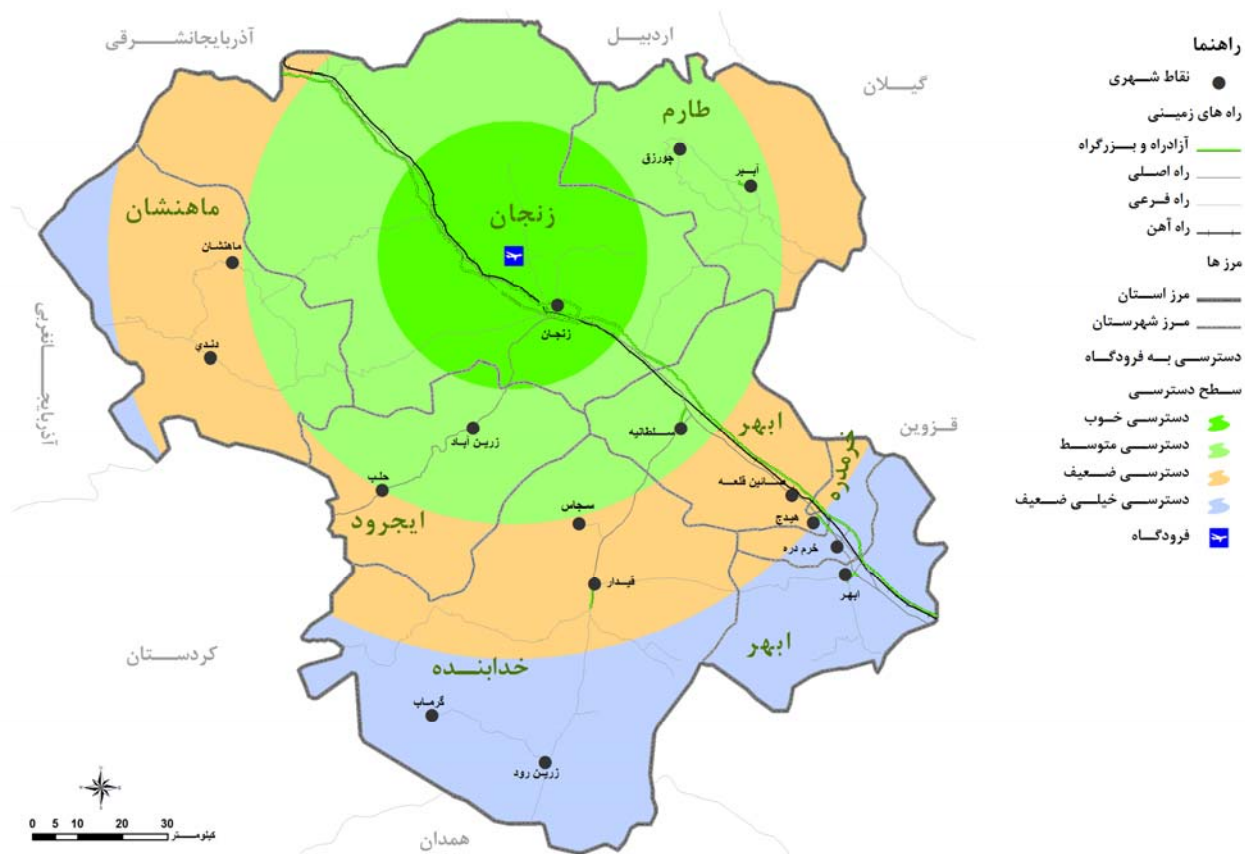 آذربایجانشرقی
اردبیل
گیلان
طارم
چورزق
آب‌بر
زنجان
ماهنشان
ماهنشان
زنجان
دندی
آذربایجانغربی
سلطانیه
زرین آباد
ابهر
خرمدره
قزوین
صائین قلعه
حلب
سجاس
هیدج
ایجرود
خرم دره
قیدار
ابهر
ابهر
کردستان
خدابنده
گرماب
زرین رود
همدان
0 5 10 20 30
کیلومتر
راهنما
نقاط شهری
راه های زمینی
آزادراه و بزرگراه
راه اصلی
راه فرعی
راه آهن
مرز ها
مرز استان
مرز شهرستان
دسترسی به فرودگاه
سطح دسترسی
دسترسی خوب
دسترسی متوسط
دسترسی ضعیف
دسترسی خیلی ضعیف
فرودگاه